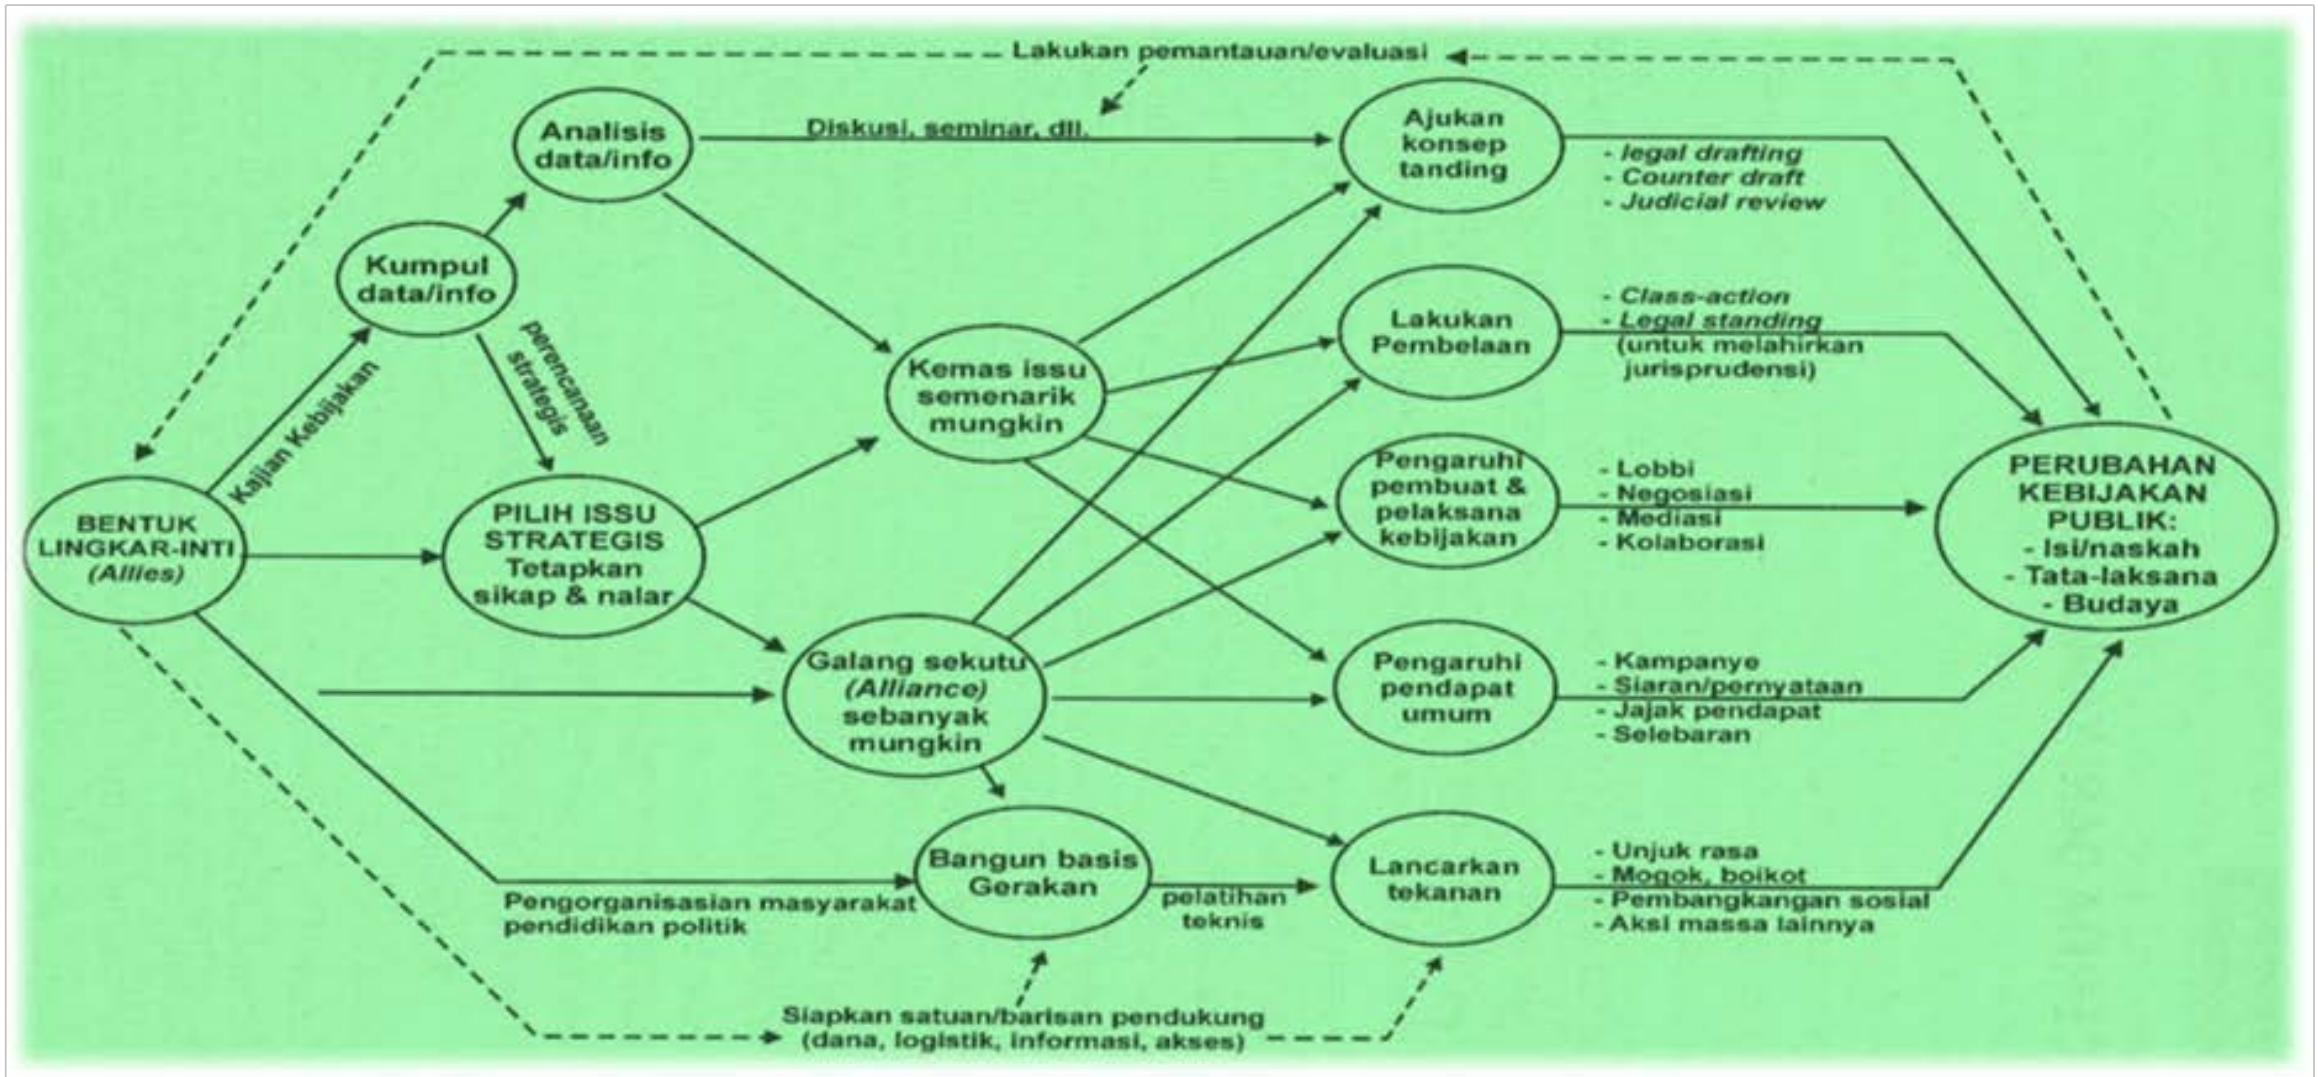 Lakukan pemantauan/evaluasi
Analisis
data/info
Diskusi, seminar, dll.
Ajukan
konsep
tanding
- legal drafting
- Counter draft
- Judicial review
Kumpul
data/info
perencanaan
strategis
Kajian Kebijakan
Kemas issu
semenarik
mungkin
Lakukan
Pembelaan
- Class-action
- Legal standing
(untuk melahirkan
jurisprudensi)
BENTUK
LINGKAR-INTI
(Allies)
PILIH ISSU
STRATEGIS
Tetapkan
sikap & nalar
Pengaruhi
pembuat &
pelaksana
kebijakan
- Lobbi
- Negosiasi
- Mediasi
- Kolaborasi
PERUBAHAN
KEBIJAKAN
PUBLIK:
- Isi/naskah
- Tata-laksana
- Budaya
Galang sekutu
(Alliance)
sebanyak
mungkin
Pengaruhi
pendapat
umum
- Kampanye
- Siaran/pernyataan
- Jajak pendapat
- Selebaran
Bangun basis
Gerakan
Pengorganisasian masyarakat
pendidikan politik
pelatihan
teknis
Lancarkan
tekanan
- Unjuk rasa
- Mogok, boikot
- Pembangkangan sosial
- Aksi massa lainnya
Siapkan satuan/barisan pendukung
(dana, logistik, informasi, akses)